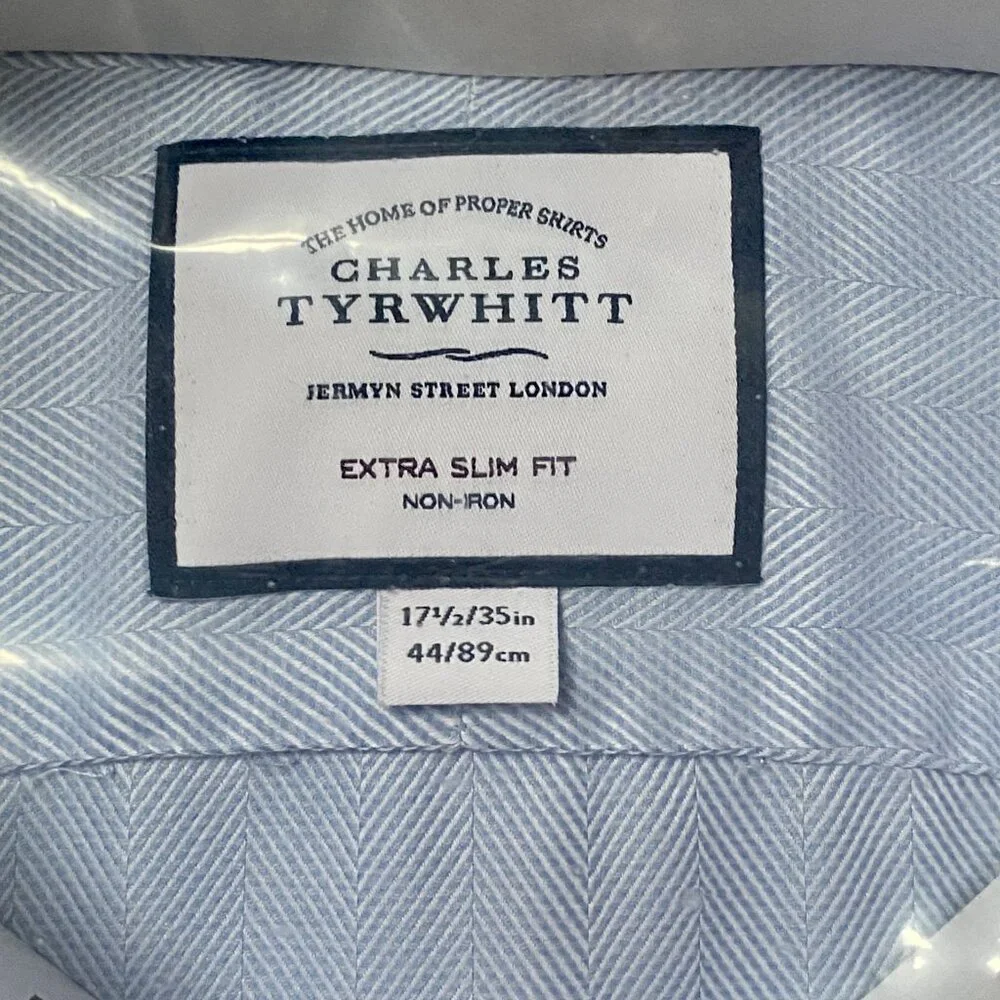 THE HOME OF PROPER SHIRTS
CHARLES
TYRWHITT
JERMYN STREET LONDON
EXTRA SLIM FIT
NON-IRON
17½/35in
44/89cm